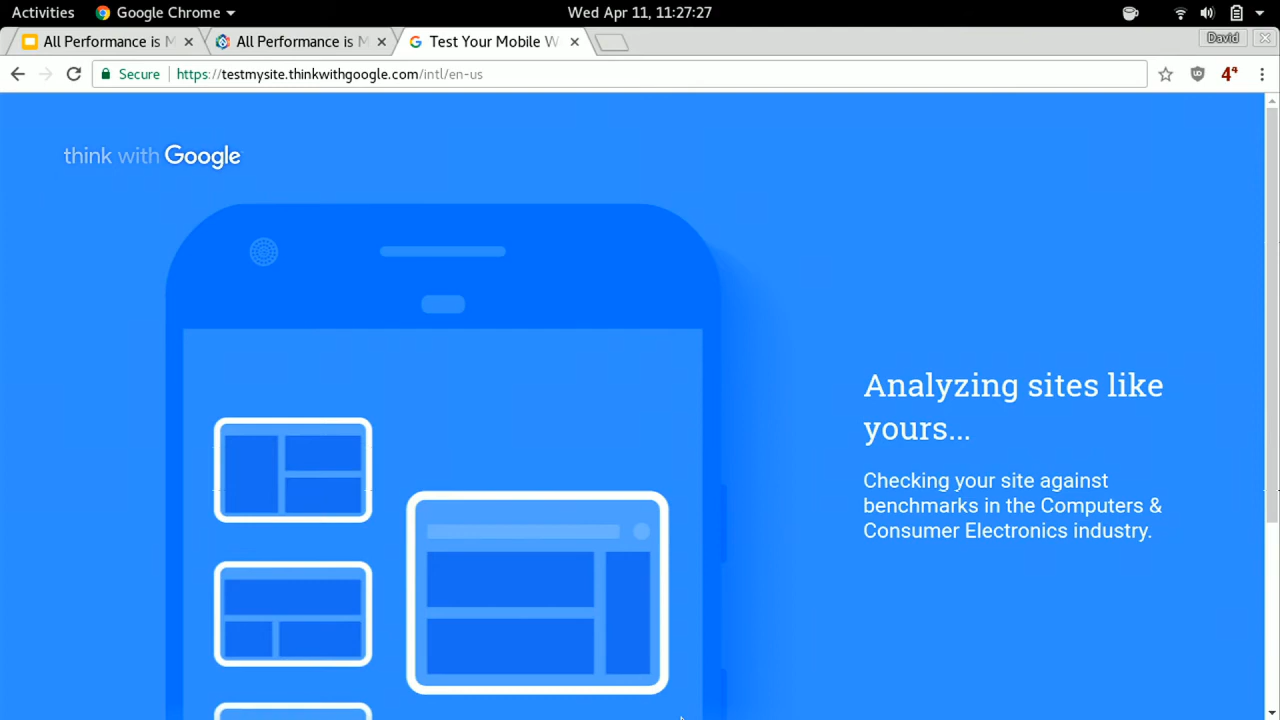 Activities Google Chrome Wed Apr 11, 11:27:27
All Performance is M All Performance is M Test Your Mobile W David
Secure https://testmysite.thinkwithgoogle.com/intl/en-us 4⁴
think with Google
Analyzing sites like
yours...
Checking your site against
benchmarks in the Computers &
Consumer Electronics industry.